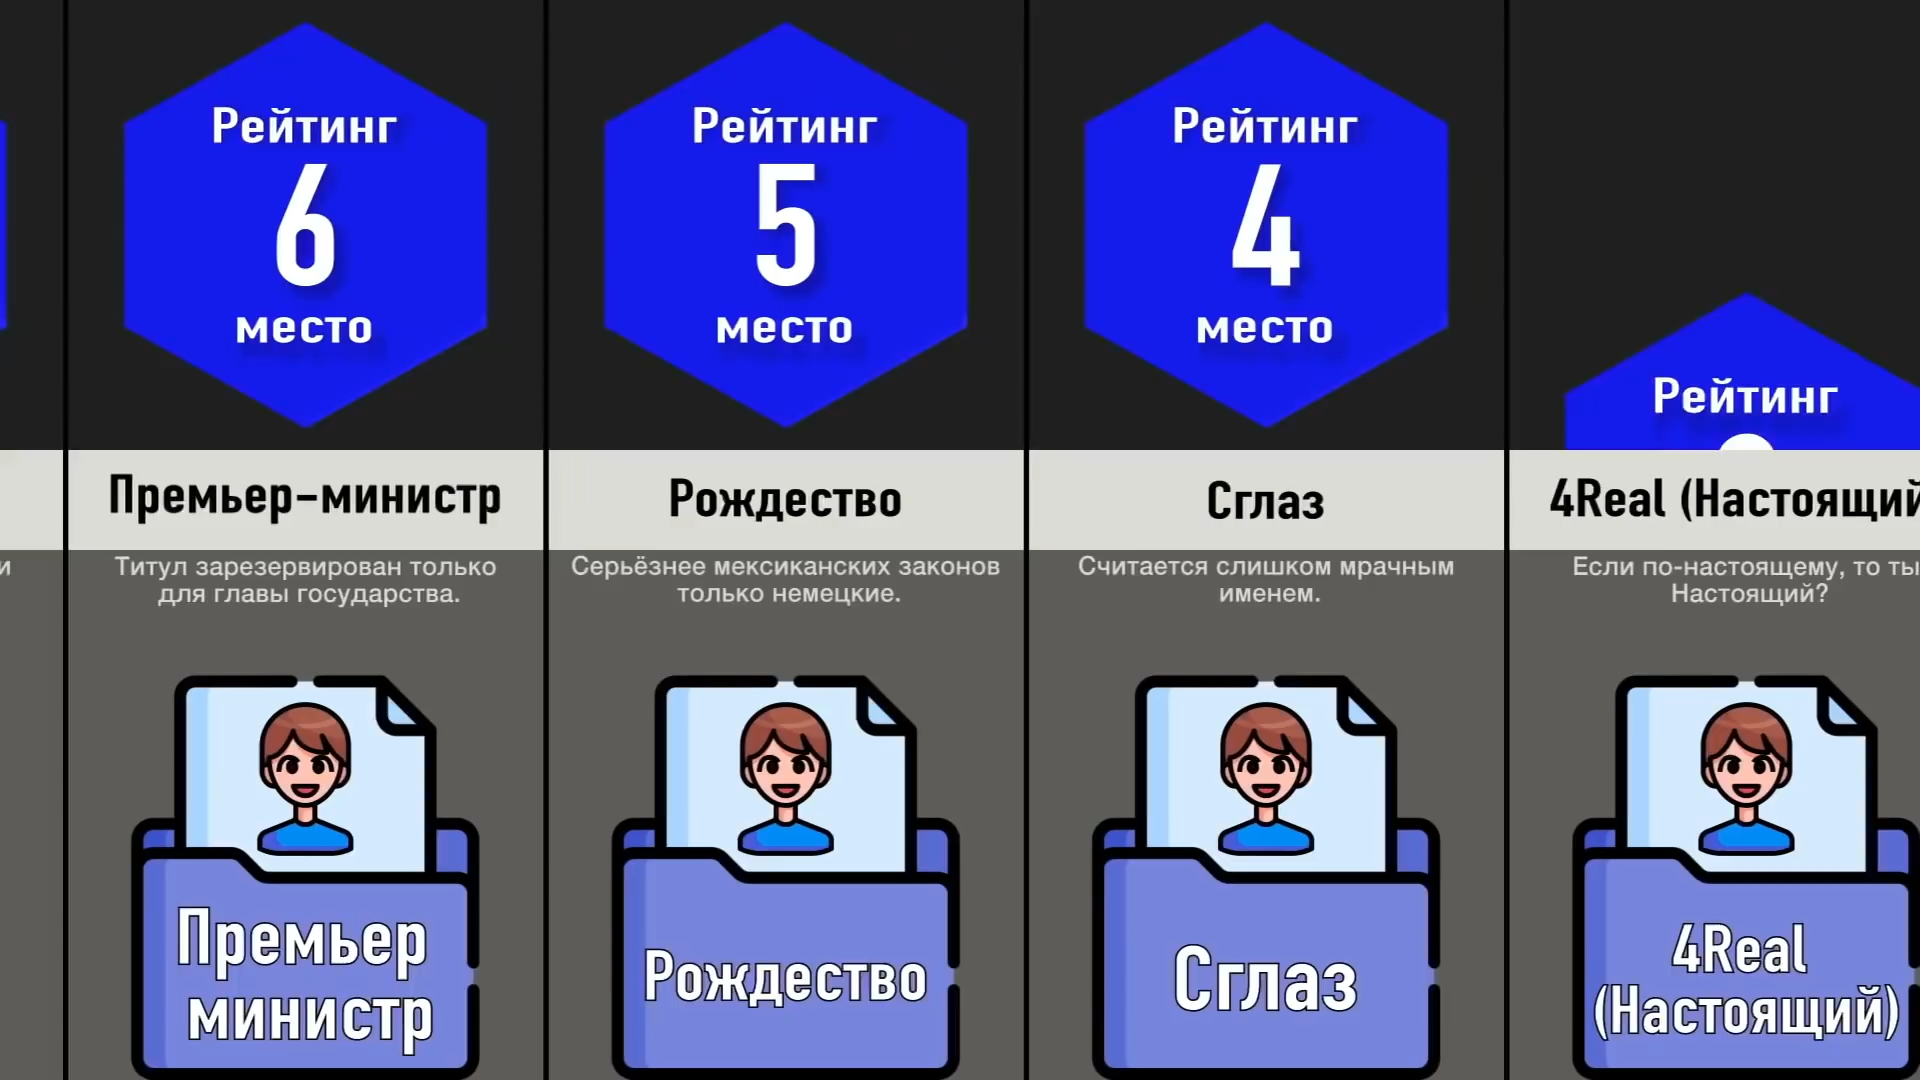 Рейтинг
6
место
Премьер-министр
Титул зарезервирован только
для главы государства.
Премьер
министр
Рейтинг
5
место
Рождество
Серьёзнее мексиканских законов
только немецкие.
Рождество
Рейтинг
4
место
Сглаз
Считается слишком мрачным
именем.
Сглаз
Рейтинг
4Real (Настоящий
Если по-настоящему, то ты
Настоящий?
4Real
(Настоящий)